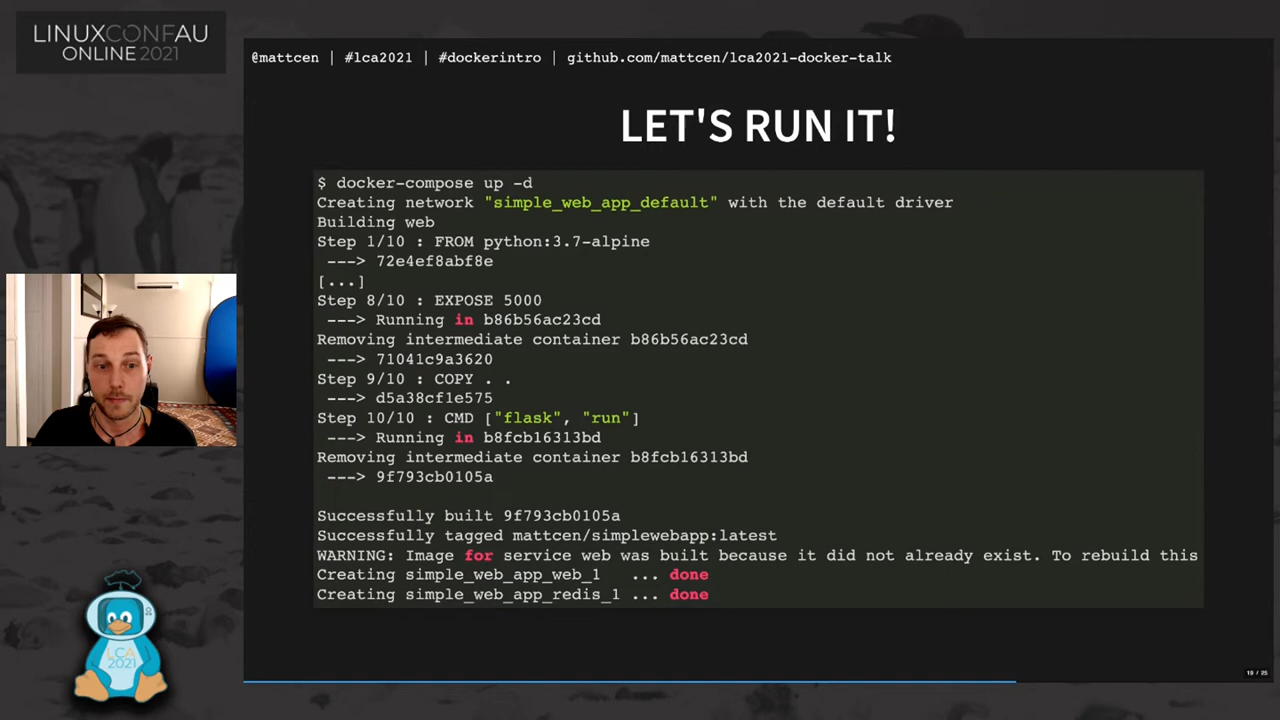 LINUXCONFAU
ONLINE 2021
@mattcen | #lca2021 | #dockerintro | github.com/mattcen/lca2021-docker-talk
LET'S RUN IT!
$ docker-compose up -d
Creating network "simple_web_app_default" with the default driver
Building web
Step 1/10 : FROM python:3.7-alpine
---> 72e4ef8abf8e
[...]
Step 8/10 : EXPOSE 5000
---> Running in b86b56ac23cd
Removing intermediate container b86b56ac23cd
---> 71041c9a3620
Step 9/10 : COPY . .
---> d5a38cf1e575
Step 10/10 : CMD ["flask", "run"]
---> Running in b8fcb16313bd
Removing intermediate container b8fcb16313bd
---> 9f793cb0105a
Successfully built 9f793cb0105a
Successfully tagged mattcen/simplewebapp:latest
WARNING: Image for service web was built because it did not already exist. To rebuild this
Creating simple_web_app_web_1 ... done
Creating simple_web_app_redis_1 ... done
LCA
2021
19 / 25